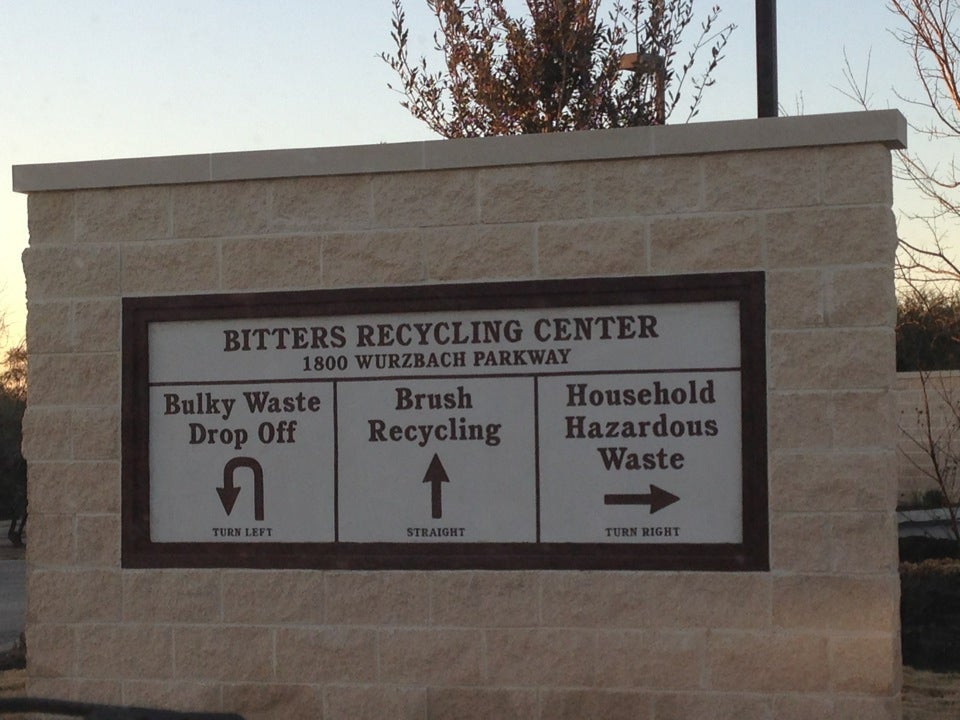 BITTERS RECYCLING CENTER
1800 WURZBACH PARKWAY
Bulky Waste
Drop Off
TURN LEFT
Brush
Recycling
STRAIGHT
Household
Hazardous
Waste
TURN RIGHT